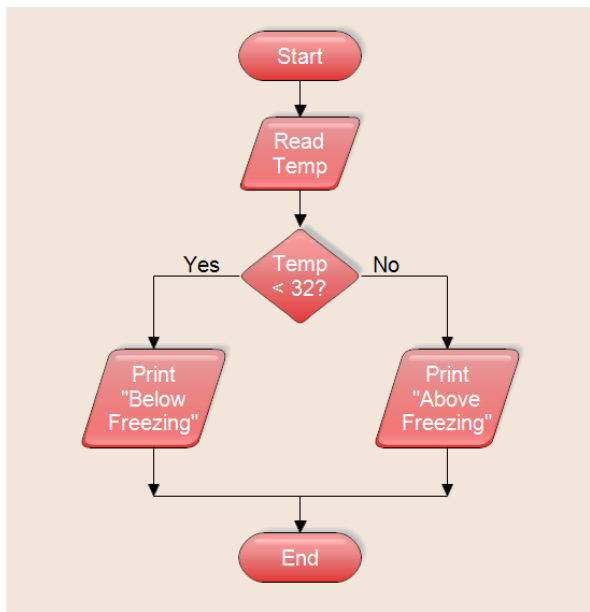 Start
Read
Temp
Yes
Temp
< 32?
No
Print
"Below
Freezing"
Print
"Above
Freezing"
End